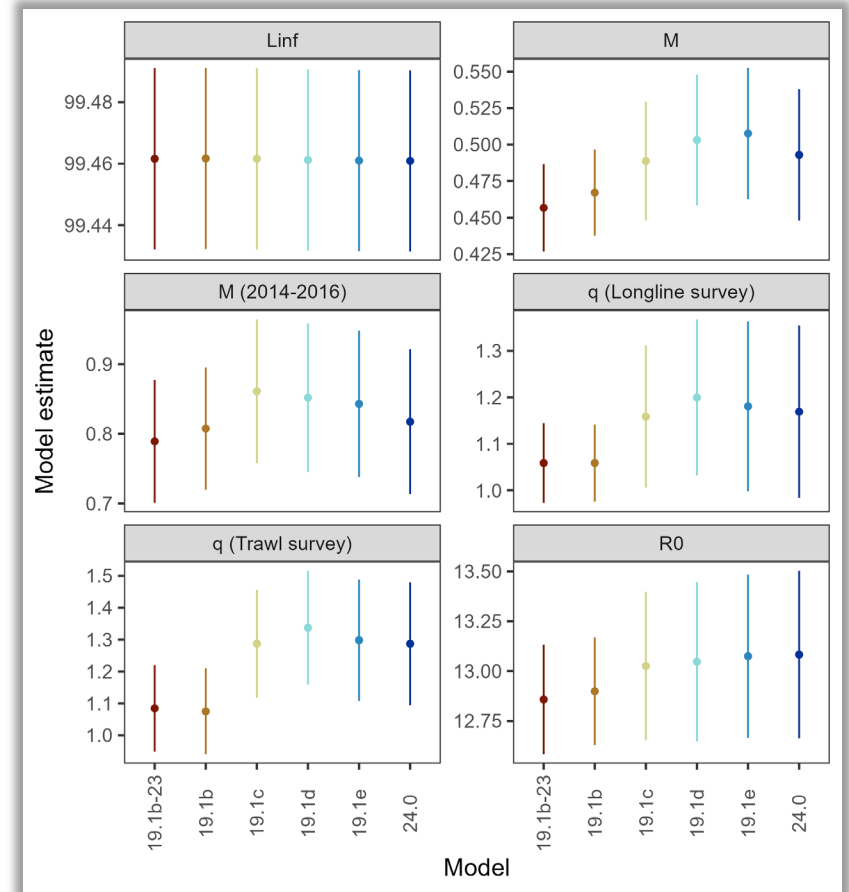 Linf
M
99.48
99.46
99.44
0.550
0.525
0.500
0.475
0.450
0.425
M (2014-2016)
q (Longline survey)
0.9
0.8
0.7
1.3
1.2
1.1
1.0
q (Trawl survey)
R0
1.5
1.4
1.3
1.2
1.1
1.0
13.50
13.25
13.00
12.75
Model estimate
19.1b-23
19.1b
19.1c
19.1d
19.1e
24.0
19.1b-23
19.1b
19.1c
19.1d
19.1e
24.0
Model